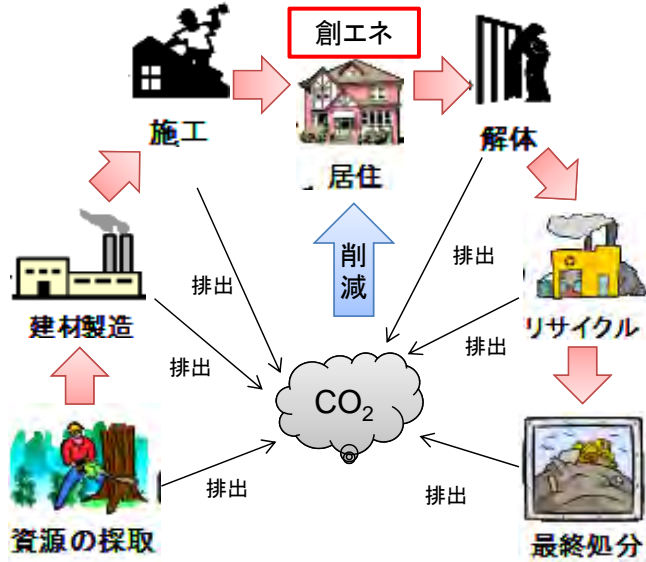 創エネ
施工
居住
解体
削減
排出
排出
建材製造
リサイクル
排出
排出
CO₂
排出
排出
資源の採取
最終処分